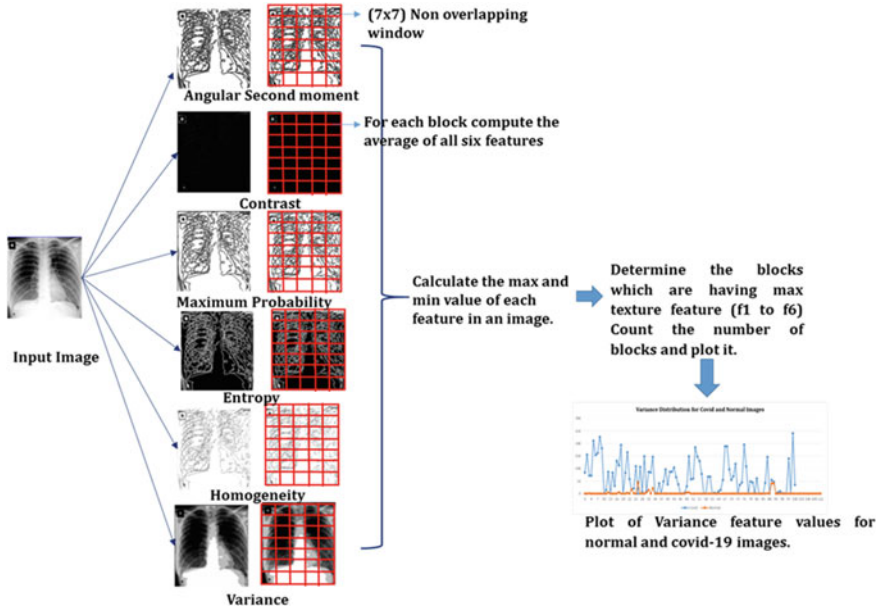 (7x7) Non overlapping
window
Angular Second moment
For each block compute the
average of all six features
Contrast
Maximum Probability
Input Image
Entropy
Homogeneity
Variance
Calculate the max and
min value of each
feature in an image.
Determine the blocks
which are having max
texture feature (f1 to f6)
Count the number of
blocks and plot it.
Variance Distribution for Covid and Normal Images
Plot of Variance feature values for
normal and covid-19 images.